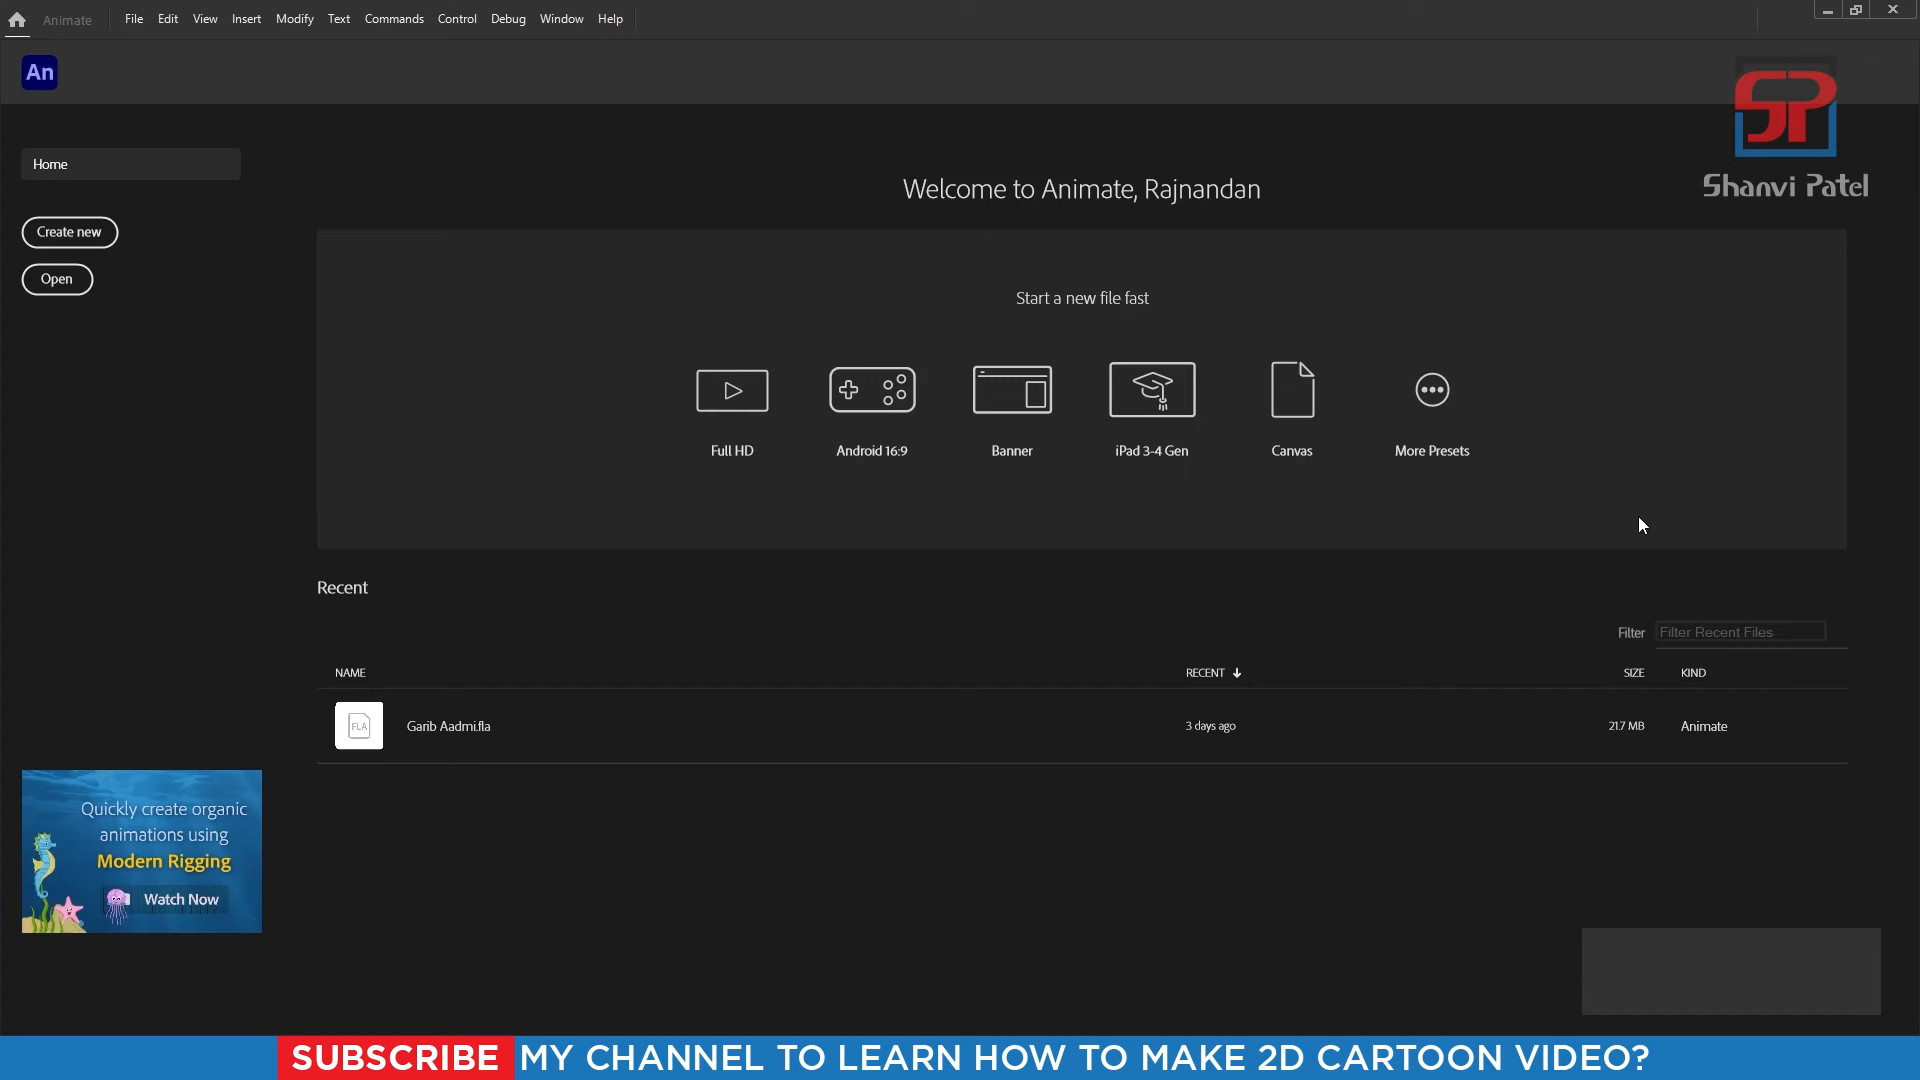 Animate File Edit View Insert Modify Text Commands Control Debug Window Help
An
SP
Shanvi Patel
Home
Welcome to Animate, Rajnandan
Create new
Open
Start a new file fast
Full HD Android 16:9 Banner iPad 3-4 Gen Canvas More Presets
Recent
Filter Filter Recent Files
NAME RECENT SIZE KIND
FLA Garib Aadmi.fla 3 days ago 21.7 MB Animate
Quickly create organic
animations using
Modern Rigging
Watch Now
SUBSCRIBE MY CHANNEL TO LEARN HOW TO MAKE 2D CARTOON VIDEO?